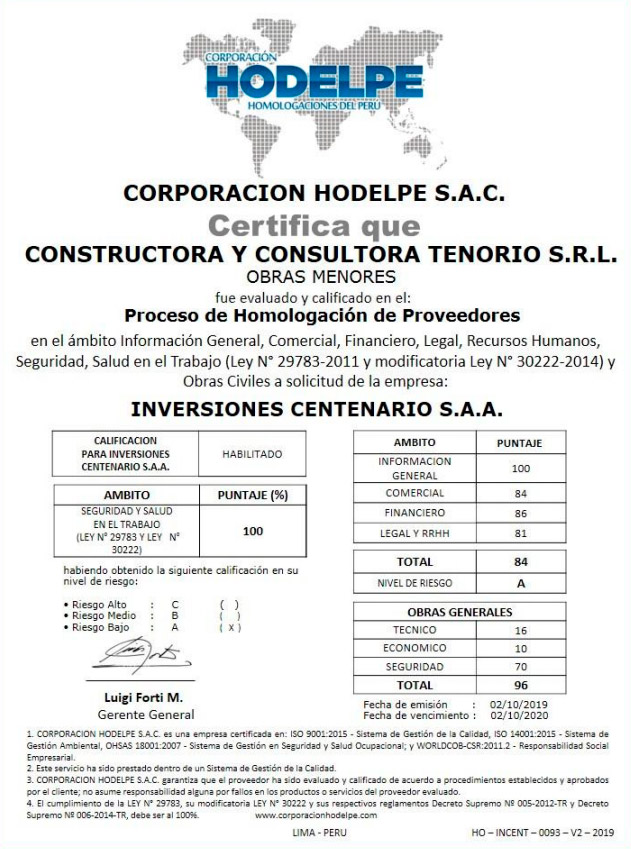 CORPORACIÓN
HODELPE
HOMOLOGACIONES DEL PERU
CORPORACION HODELPE S.A.C.
Certifica que
CONSTRUCTORA Y CONSULTORA TENORIO S.R.L.
OBRAS MENORES
fue evaluado y calificado en el:
Proceso de Homologación de Proveedores
en el ámbito Información General, Comercial, Financiero, Legal, Recursos Humanos,
Seguridad, Salud en el Trabajo (Ley N° 29783-2011 y modificatoria Ley N° 30222-2014) y
Obras Civiles a solicitud de la empresa:
INVERSIONES CENTENARIO S.A.A.
CALIFICACION
PARA INVERSIONES
CENTENARIO S.A.A.
HABILITADO
AMBITO PUNTAJE (%)
SEGURIDAD Y SALUD
EN EL TRABAJO
(LEY N° 29783 Y LEY N°
30222)
100
habiendo obtenido la siguiente calificación en su
nivel de riesgo:
• Riesgo Alto : C ( )
• Riesgo Medio : B ( )
• Riesgo Bajo : A ( X )
Luigi Forti M.
Gerente General
AMBITO PUNTAJE
INFORMACION
GENERAL
100
COMERCIAL 84
FINANCIERO 86
LEGAL Y RRHH 81
TOTAL 84
NIVEL DE RIESGO A
OBRAS GENERALES
TECNICO 16
ECONOMICO 10
SEGURIDAD 70
TOTAL 96
Fecha de emisión : 02/10/2019
Fecha de vencimiento : 02/10/2020
1. CORPORACION HODELPE S.A.C. es una empresa certificada en: ISO 9001:2015 - Sistema de Gestión de la Calidad, ISO 14001:2015 - Sistema de
Gestión Ambiental, OHSAS 18001:2007 - Sistema de Gestión en Seguridad y Salud Ocupacional; y WORLDCOB-CSR:2011.2 - Responsabilidad Social
Empresarial.
2. Este servicio ha sido prestado dentro de un Sistema de Gestión de la Calidad.
3. CORPORACION HODELPE S.A.C. garantiza que el proveedor ha sido evaluado y calificado de acuerdo a procedimientos establecidos y aprobados
por el cliente; no asume responsabilidad alguna por fallos en los productos o servicios del proveedor evaluado.
4. El cumplimiento de la LEY N° 29783, su modificatoria LEY N° 30222 y sus respectivos reglamentos Decreto Supremo Nº 005-2012-TR y Decreto
Supremo Nº 006-2014-TR, debe ser al 100%. www.corporacionhodelpe.com
LIMA - PERU HO – INCENT – 0093 – V2 – 2019